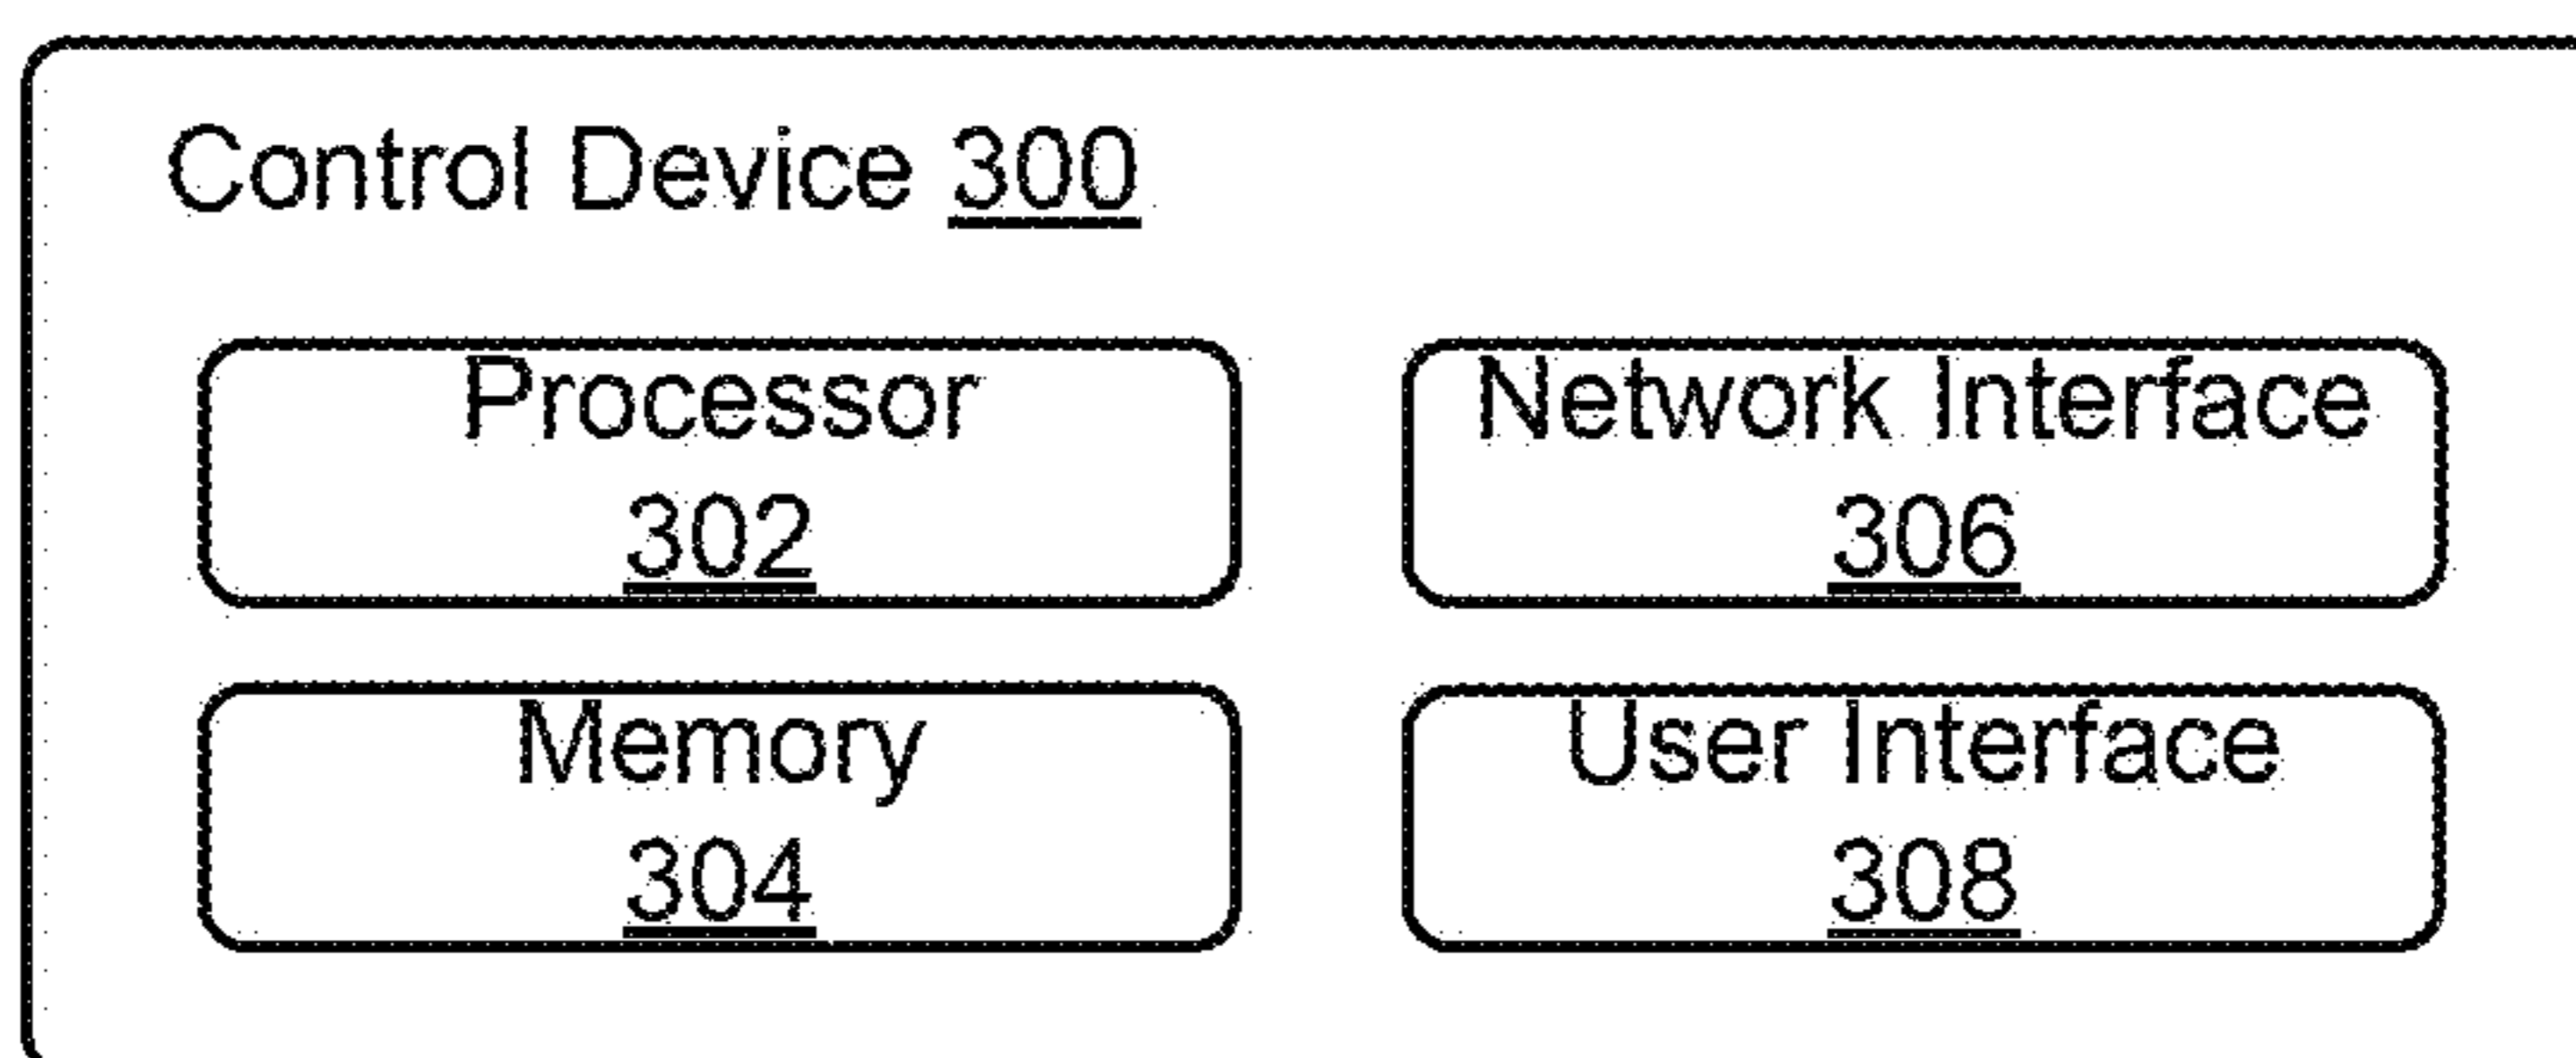 Control Device 300
Processor
302
Network Interface
306
Memory
304
User Interface
308